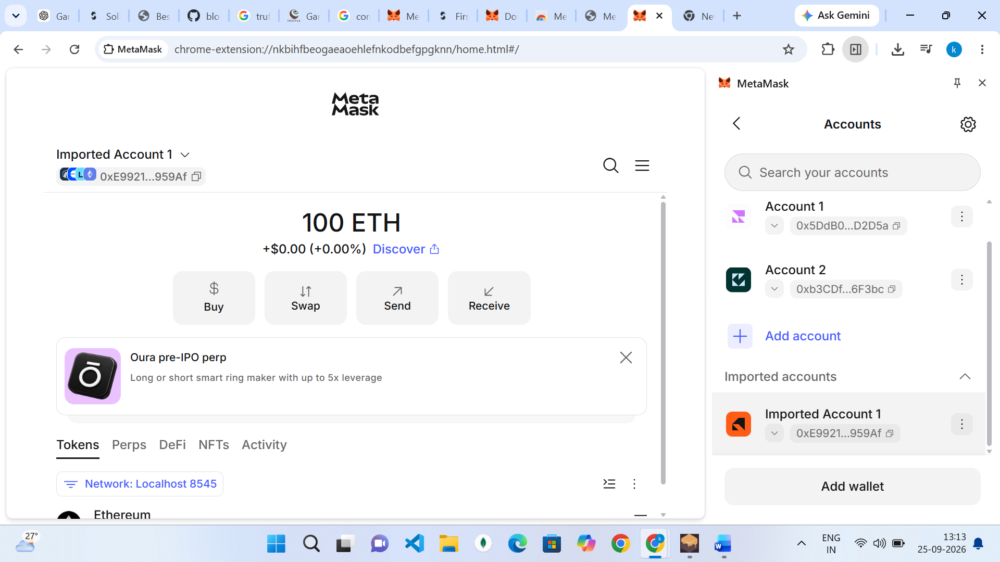 Gar
Soli
Bes
blo
truf
Gar
con
Me
Firs
Do
Me
Me
Ne
Ask Gemini
MetaMask
chrome-extension://nkbihfbeogaeaoehlefnkodbefgpgknn/home.html#/
k
Meta
Mask
Imported Account 1
0xE9921...959Af
100 ETH
+$0.00 (+0.00%) Discover
Buy
Swap
Send
Receive
Oura pre-IPO perp
Long or short smart ring maker with up to 5x leverage
Tokens
Perps
DeFi
NFTs
Activity
Network: Localhost 8545
Ethereum
MetaMask
Accounts
Search your accounts
Account 1
0x5DdB0...D2D5a
Account 2
0xb3CDf...6F3bc
Add account
Imported accounts
Imported Account 1
0xE9921...959Af
Add wallet
27°
ENG
IN
13:13
25-09-2026